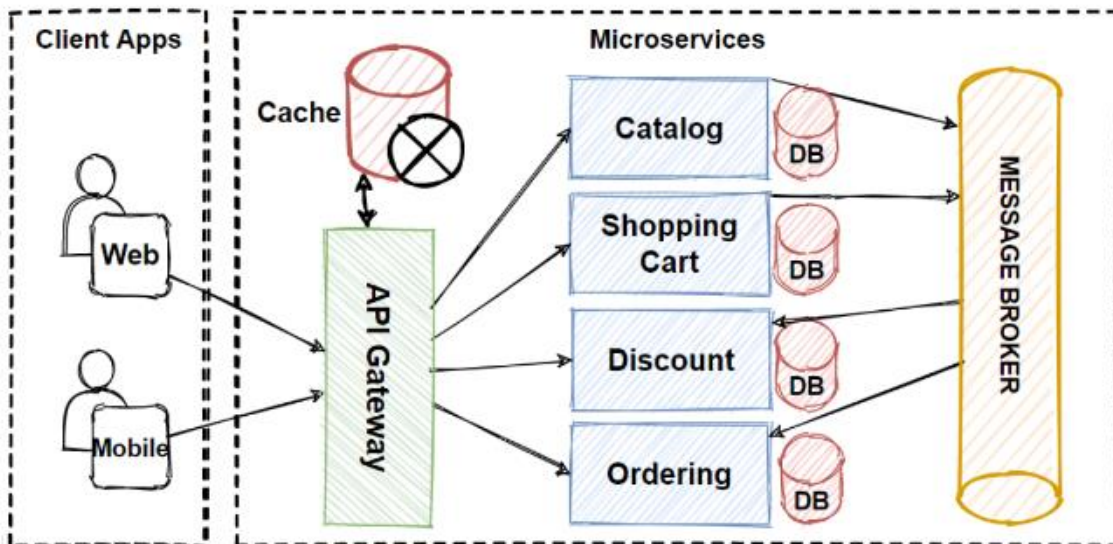 Client Apps
Microservices
Cache
Web
Mobile
API Gateway
Catalog
DB
Shopping
Cart
DB
Discount
DB
Ordering
DB
MESSAGE BROKER